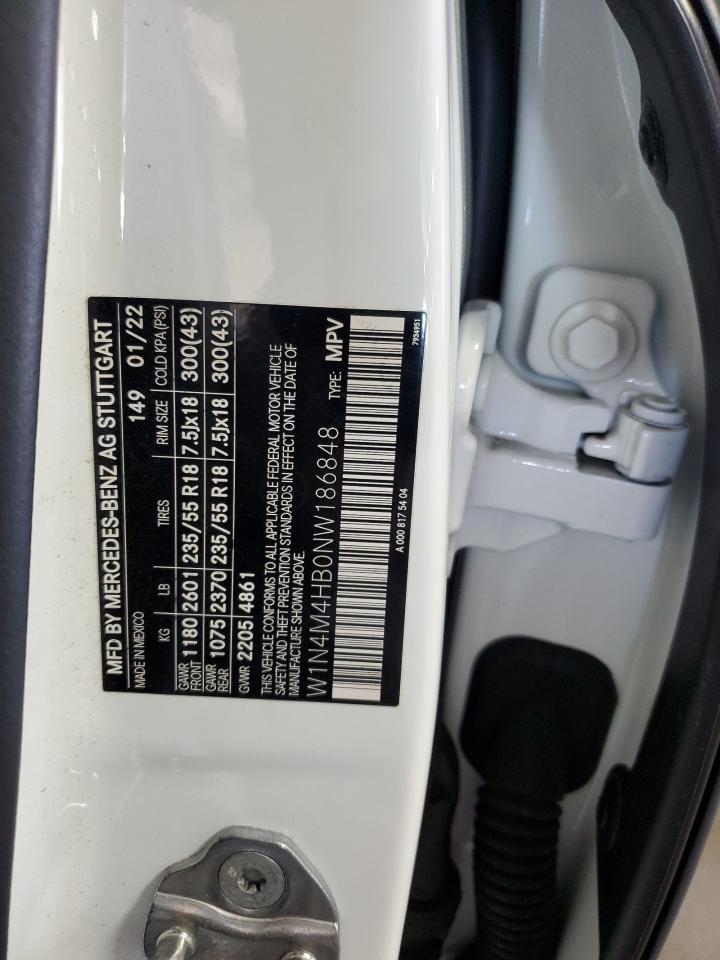 MFD BY MERCEDES-BENZ AG STUTTGART
MADE IN MEXICO 149 01/22
KG LB TIRES RIM SIZE COLD KPA (PSI)
GAWR FRONT 1180 2601 235/55 R18 7.5Jx18 300(43)
GAWR REAR 1075 2370 235/55 R18 7.5Jx18 300(43)
GVWR 2205 4861
THIS VEHICLE CONFORMS TO ALL APPLICABLE FEDERAL MOTOR VEHICLE
SAFETY AND THEFT PREVENTION STANDARDS IN EFFECT ON THE DATE OF
MANUFACTURE SHOWN ABOVE.
W1N4M4HB0NW186848 TYPE: MPV
A 000 817 54 04 7934951